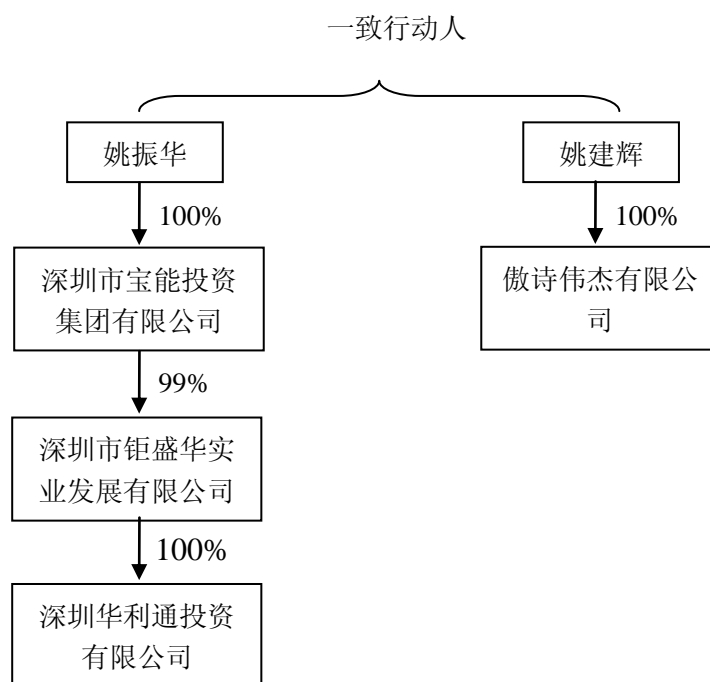 一致行动人
姚振华
姚建辉
100%
100%
深圳市宝能投资
集团有限公司
傲诗伟杰有限公
司
99%
深圳市钜盛华实
业发展有限公司
100%
深圳华利通投资
有限公司